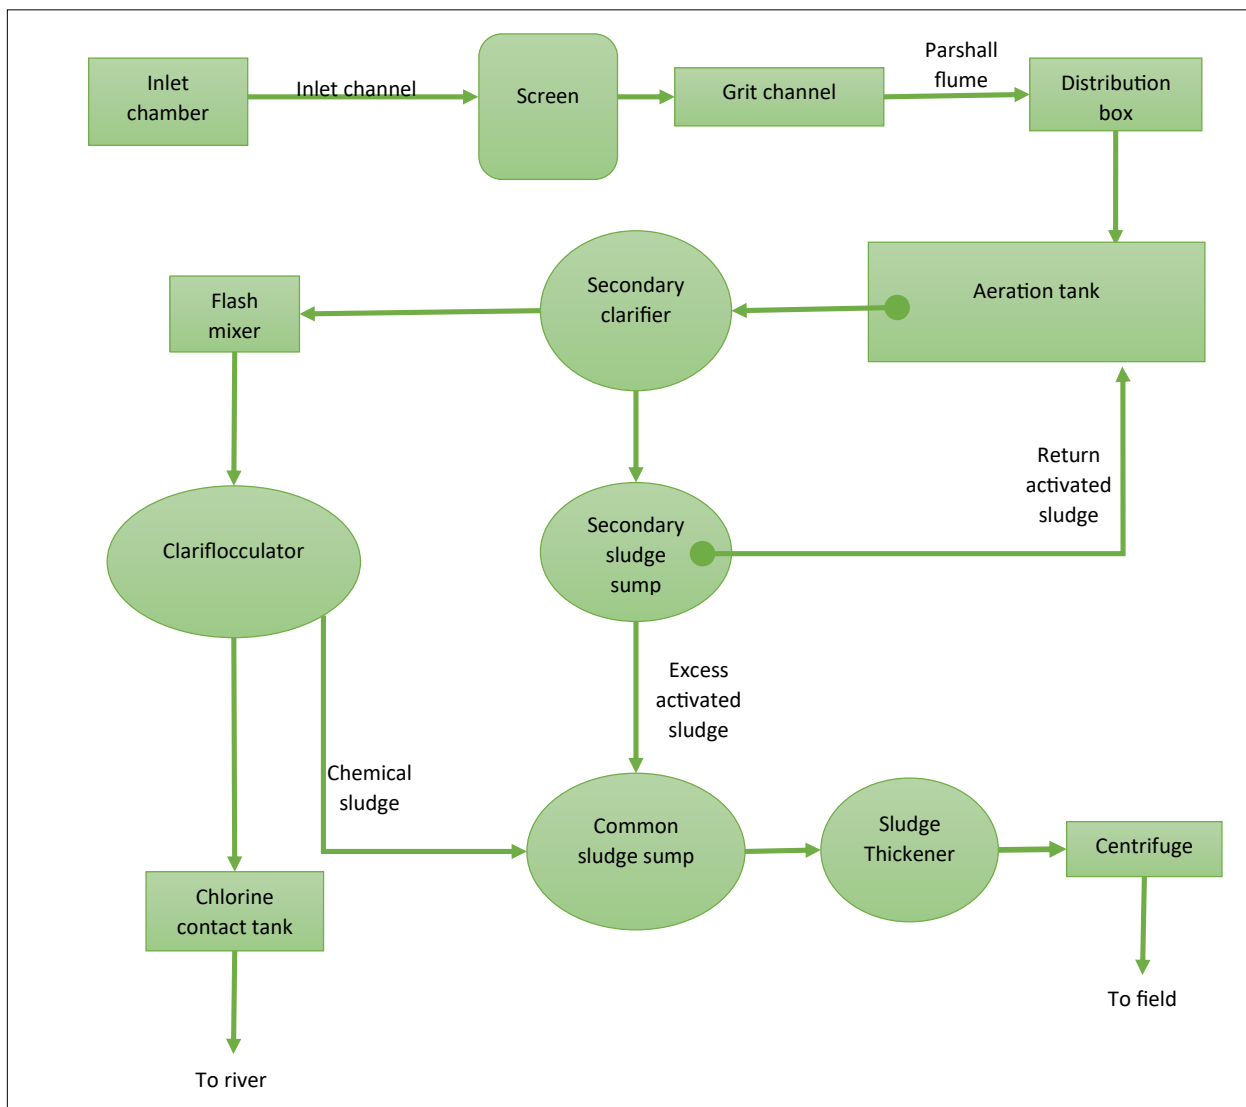 Inlet
chamber
Inlet channel
Screen
Grit channel
Parshall
flume
Distribution
box
Flash
mixer
Secondary
clarifier
Aeration tank
Return
activated
sludge
Clariflocculator
Secondary
sludge
sump
Excess
activated
sludge
Chemical
sludge
Common
sludge sump
Sludge
Thickener
Centrifuge
Chlorine
contact tank
To field
To river